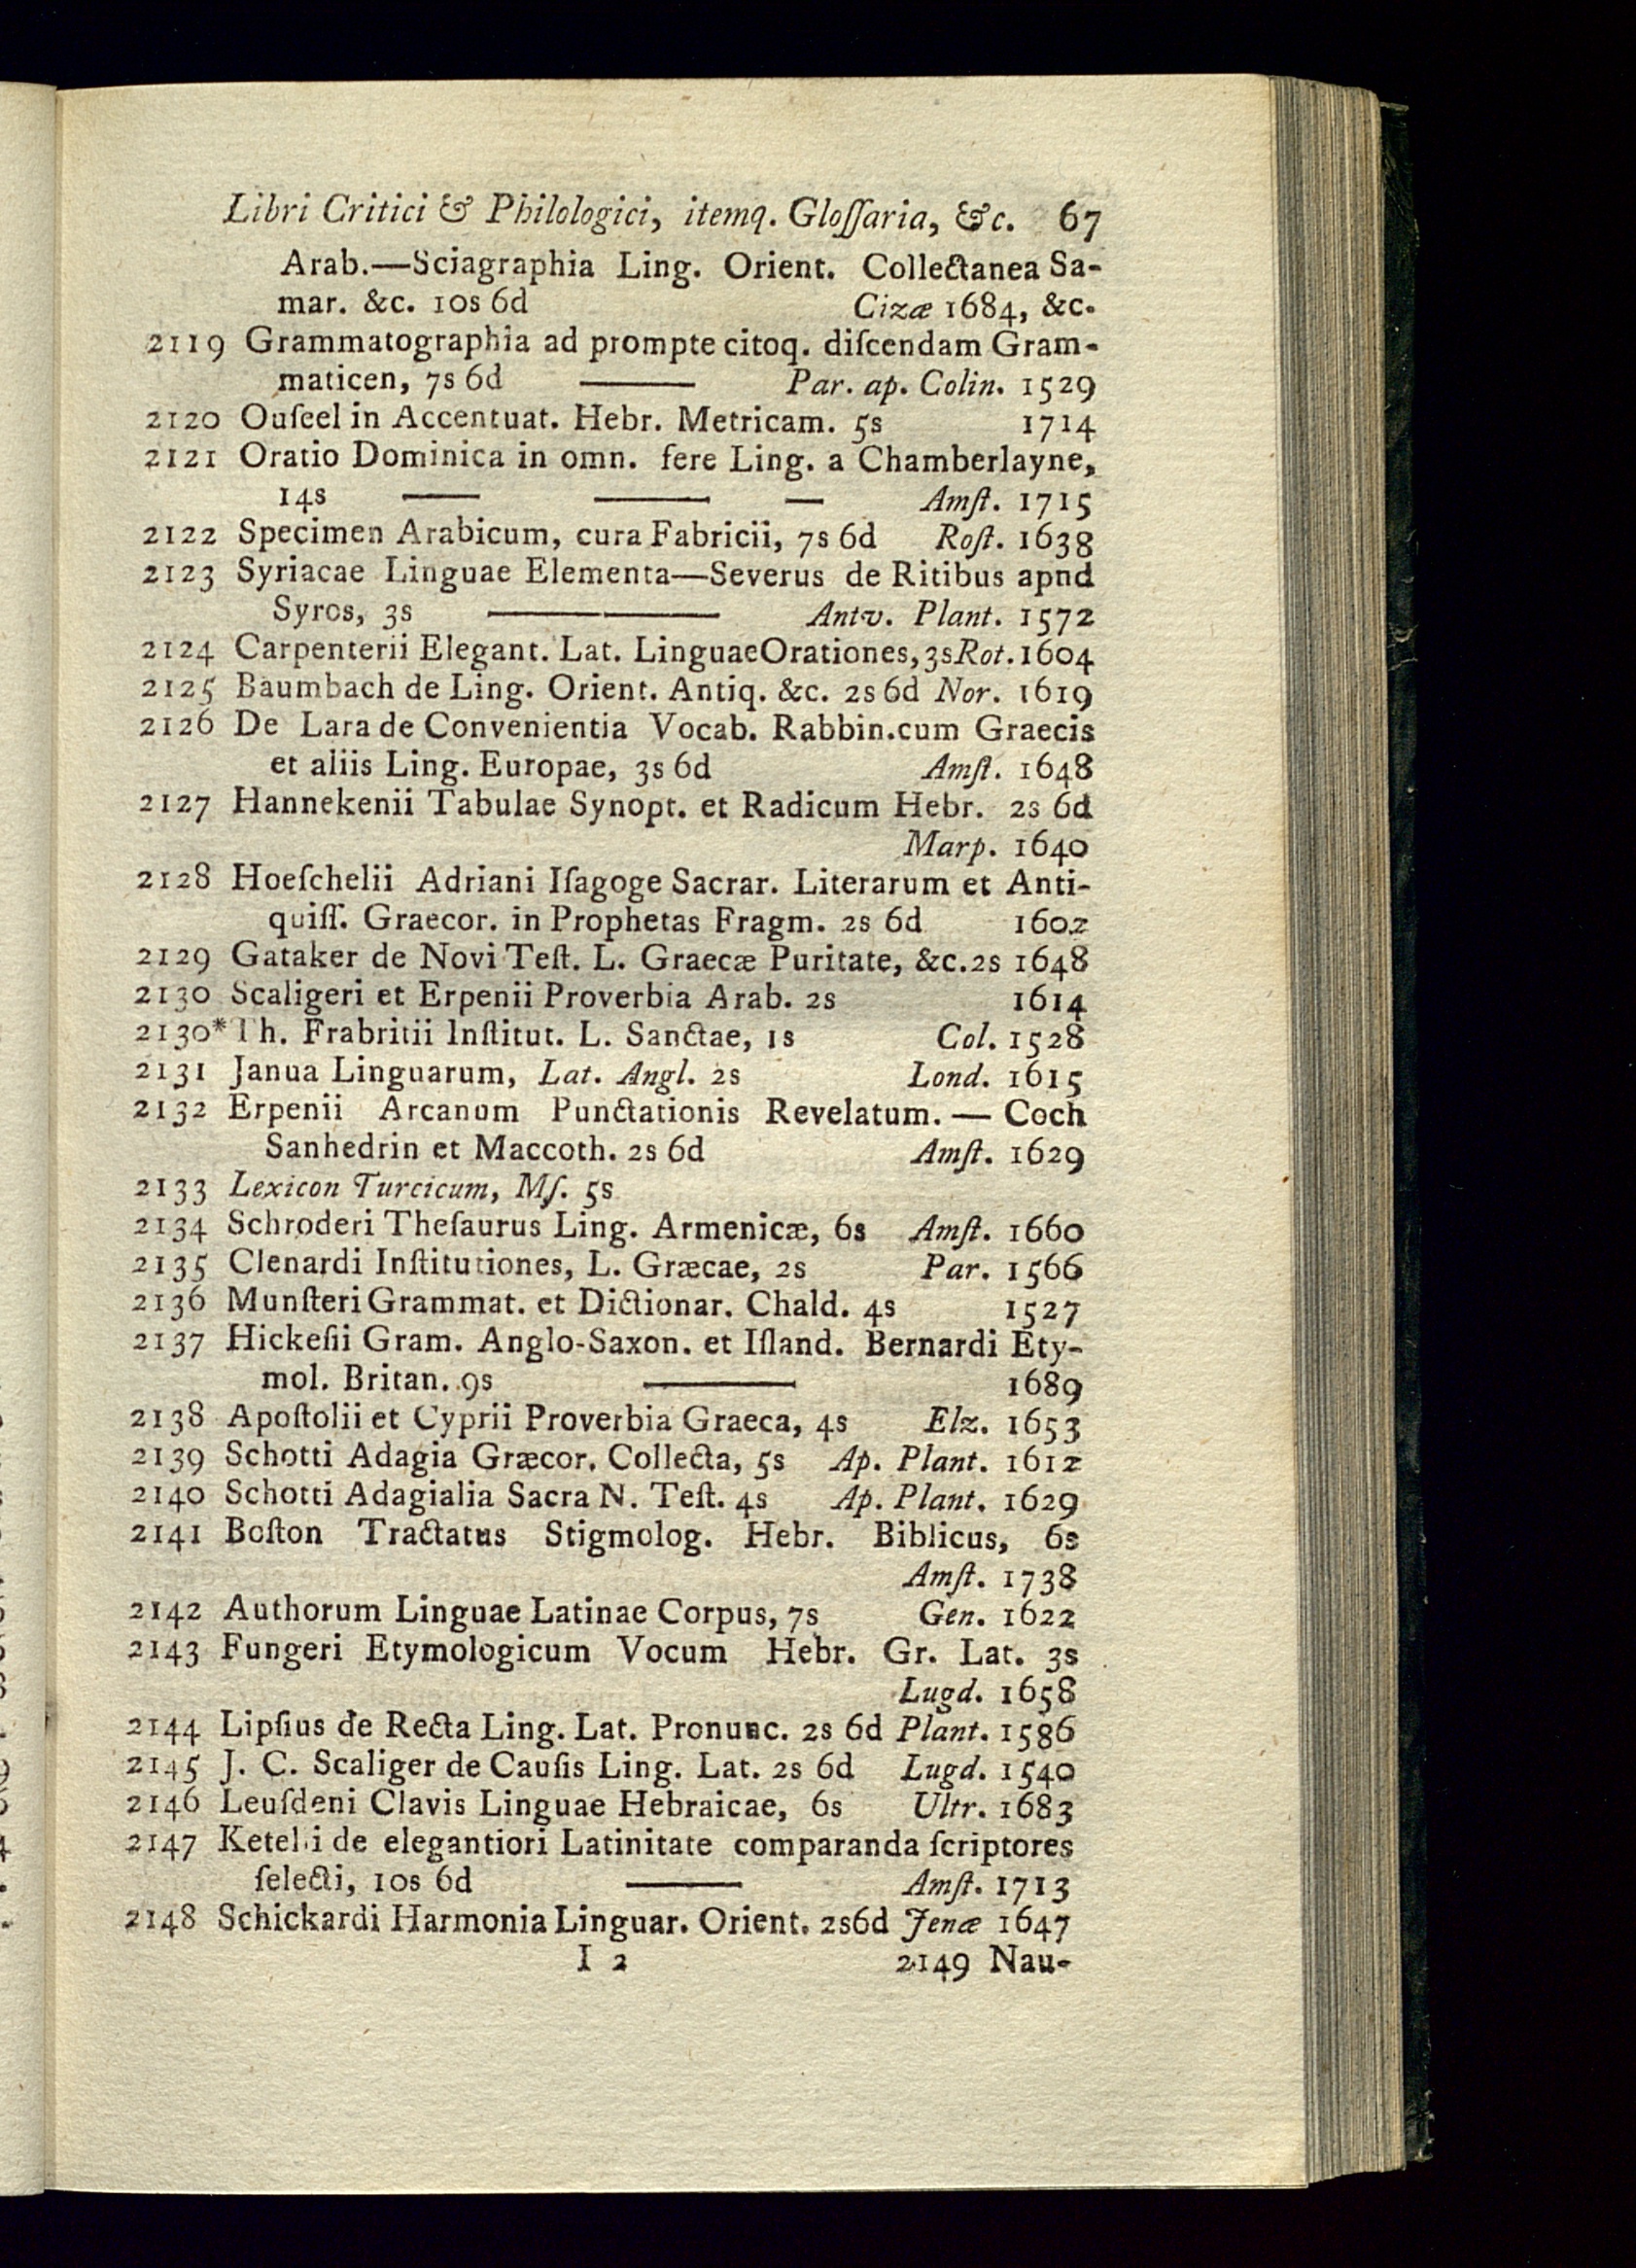 Libri Critici & Philologici, itemq. Gloſſaria, &c. 67
Arab.—Sciagraphia Ling. Orient. Collectanea Sa-
mar. &c. 10s 6d Cizæ 1684, &c.
2119 Grammatographia ad prompte citoq. diſcendam Gram-
maticen, 7s 6d —— Par. ap. Colin. 1529
2120 Ouſeel in Accentuat. Hebr. Metricam. 5s 1714
2121 Oratio Dominica in omn. fere Ling. a Chamberlayne,
14s —— —— — Amſt. 1715
2122 Specimen Arabicum, cura Fabricii, 7s 6d Roſt. 1638
2123 Syriacae Linguae Elementa—Severus de Ritibus apnd
Syros, 3s ———— Antv. Plant. 1572
2124 Carpenterii Elegant. Lat. Linguae Orationes, 3s Rot. 1604
2125 Baumbach de Ling. Orient. Antiq. &c. 2s 6d Nor. 1619
2126 De Lara de Convenientia Vocab. Rabbin. cum Graecis
et aliis Ling. Europae, 3s 6d Amſt. 1648
2127 Hannekenii Tabulae Synopt. et Radicum Hebr. 2s 6d
Marp. 1640
2128 Hoeſchelii Adriani Iſagoge Sacrar. Literarum et Anti-
quiſſ. Graecor. in Prophetas Fragm. 2s 6d 1602
2129 Gataker de Novi Teſt. L. Graecæ Puritate, &c. 2s 1648
2130 Scaligeri et Erpenii Proverbia Arab. 2s 1614
2130* Th. Frabritii Inſtitut. L. Sanctae, 1s Col. 1528
2131 Janua Linguarum, Lat. Angl. 2s Lond. 1615
2132 Erpenii Arcanum Punctationis Revelatum. — Coch
Sanhedrin et Maccoth. 2s 6d Amſt. 1629
2133 Lexicon Turcicum, Mſ. 5s
2134 Schroderi Theſaurus Ling. Armenicæ, 6s Amſt. 1660
2135 Clenardi Inſtitutiones, L. Græcae, 2s Par. 1566
2136 Munſteri Grammat. et Dictionar. Chald. 4s 1527
2137 Hickeſii Gram. Anglo-Saxon. et Iſland. Bernardi Ety-
mol. Britan. 9s —— 1689
2138 Apoſtolii et Cyprii Proverbia Graeca, 4s Elz. 1653
2139 Schotti Adagia Græcor. Collecta, 5s Ap. Plant. 1612
2140 Schotti Adagialia Sacra N. Teſt. 4s Ap. Plant. 1629
2141 Boſton Tractatus Stigmolog. Hebr. Biblicus, 6s
Amſt. 1738
2142 Authorum Linguae Latinae Corpus, 7s Gen. 1622
2143 Fungeri Etymologicum Vocum Hebr. Gr. Lat. 3s
Lugd. 1658
2144 Lipſius de Recta Ling. Lat. Pronunc. 2s 6d Plant. 1586
2145 J. C. Scaliger de Cauſis Ling. Lat. 2s 6d Lugd. 1540
2146 Leuſdeni Clavis Linguae Hebraicae, 6s Ultr. 1683
2147 Ketelii de elegantiori Latinitate comparanda ſcriptores
ſelecti, 10s 6d —— Amſt. 1713
2148 Schickardi Harmonia Linguar. Orient. 2s6d Jenæ 1647
I 2 2149 Nau-